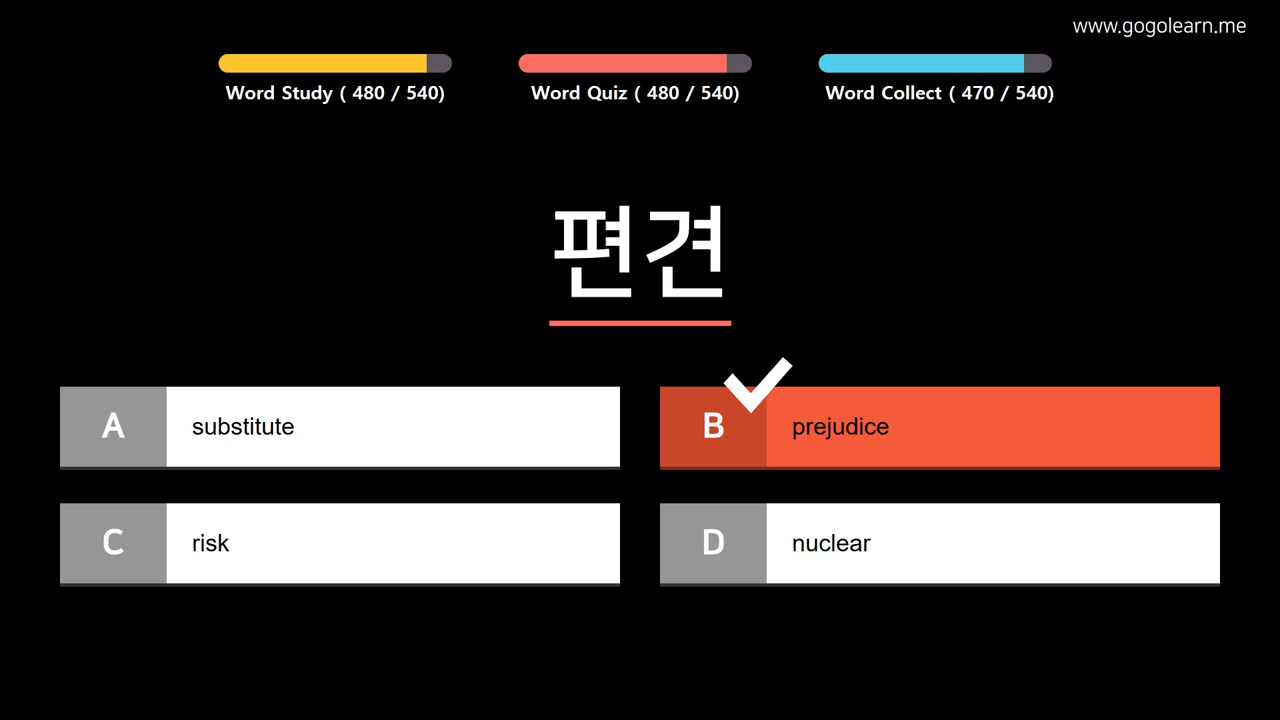 www.gogolearn.me
Word Study ( 480 / 540)
Word Quiz ( 480 / 540)
Word Collect ( 470 / 540)
편견
A substitute
B prejudice
C risk
D nuclear